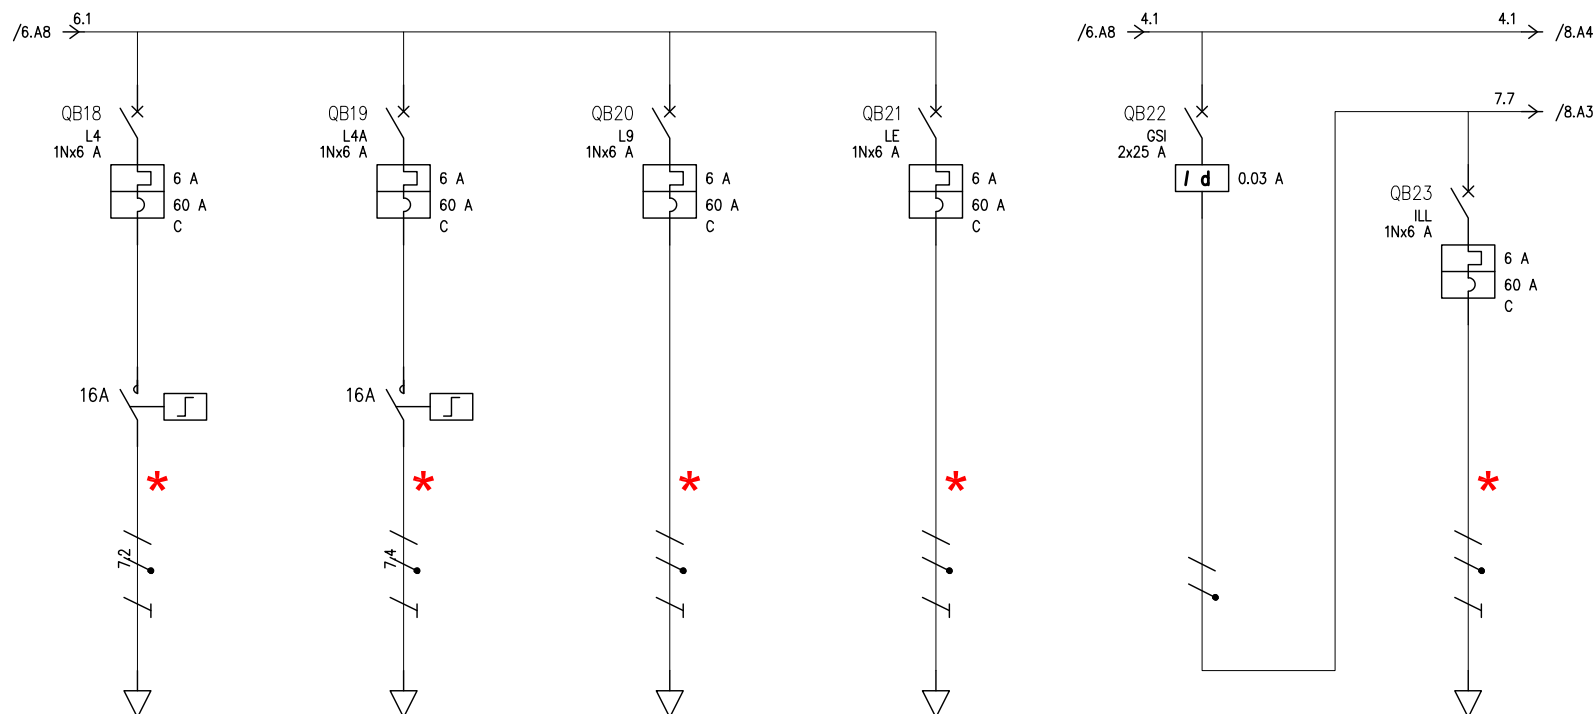 6.1
/6.A8
4.1
/6.A8
4.1
/8.A4
7.7
/8.A3
QB18
L4
1Nx6 A
6 A
60 A
C
QB19
L4A
1Nx6 A
6 A
60 A
C
QB20
L9
1Nx6 A
6 A
60 A
C
QB21
LE
1Nx6 A
6 A
60 A
C
QB22
GSI
2x25 A
I d
0.03 A
QB23
ILL
1Nx6 A
6 A
60 A
C
16A
16A
*
*
*
*
*
7.2
7.4